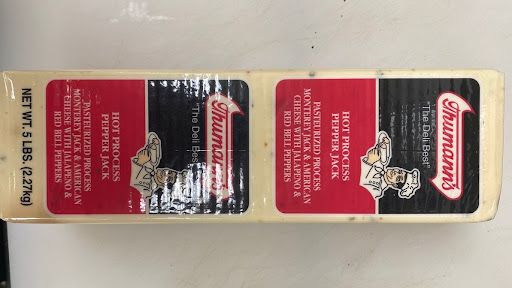 NET WT. 5 LBS. (2.27kg)
Thumann's
"The Deli Best"
HOT PROCESS
PEPPER JACK
PASTEURIZED PROCESS
MONTEREY JACK & AMERICAN
CHEESE WITH JALAPENO &
RED BELL PEPPERS
Thumann's
"The Deli Best"
HOT PROCESS
PEPPER JACK
PASTEURIZED PROCESS
MONTEREY JACK & AMERICAN
CHEESE WITH JALAPENO &
RED BELL PEPPERS